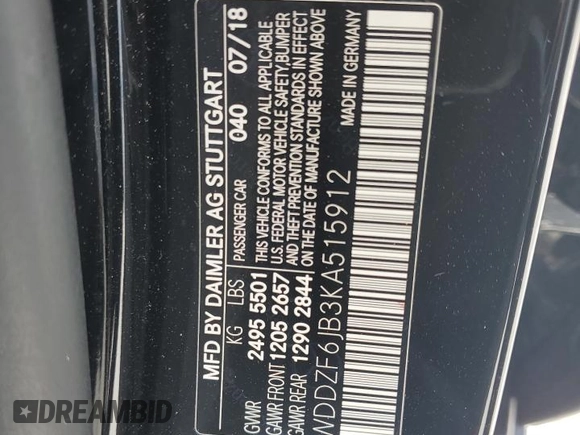 MFD BY DAIMLER AG STUTTGART
KG LBS PASSENGER CAR 040 07/18
GVWR 2495 5501 THIS VEHICLE CONFORMS TO ALL APPLICABLE
U.S. FEDERAL MOTOR VEHICLE SAFETY,BUMPER
GAWR FRONT 1205 2657 AND THEFT PREVENTION STANDARDS IN EFFECT
GAWR REAR 1290 2844 ON THE DATE OF MANUFACTURE SHOWN ABOVE
WDDZF6JB3KA515912 MADE IN GERMANY
DIDBID.com